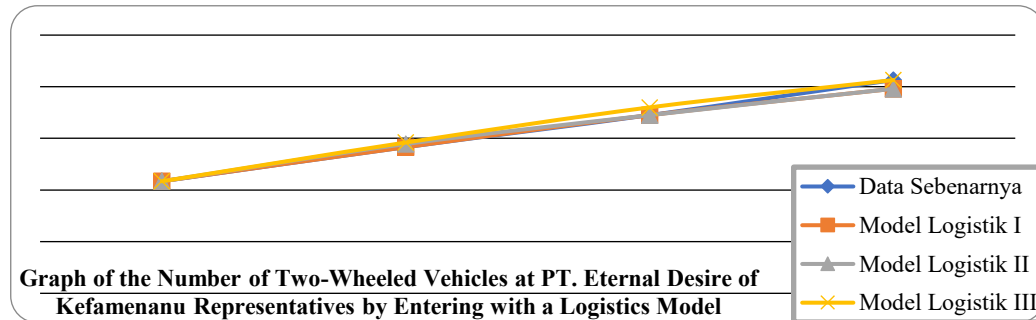 Data Sebenarnya
Model Logistik I
Model Logistik II
Model Logistik III
Graph of the Number of Two-Wheeled Vehicles at PT. Eternal Desire of
Kefamenanu Representatives by Entering with a Logistics Model